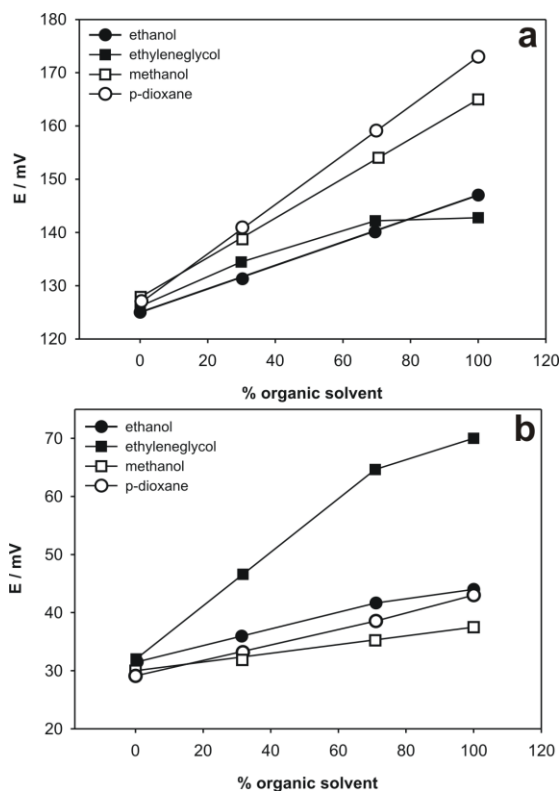 a
ethanol
ethyleneglycol
methanol
p-dioxane
E / mV
180
170
160
150
140
130
120
0 20 40 60 80 100 120
% organic solvent
b
ethanol
ethyleneglycol
methanol
p-dioxane
E / mV
70
60
50
40
30
20
0 20 40 60 80 100 120
% organic solvent